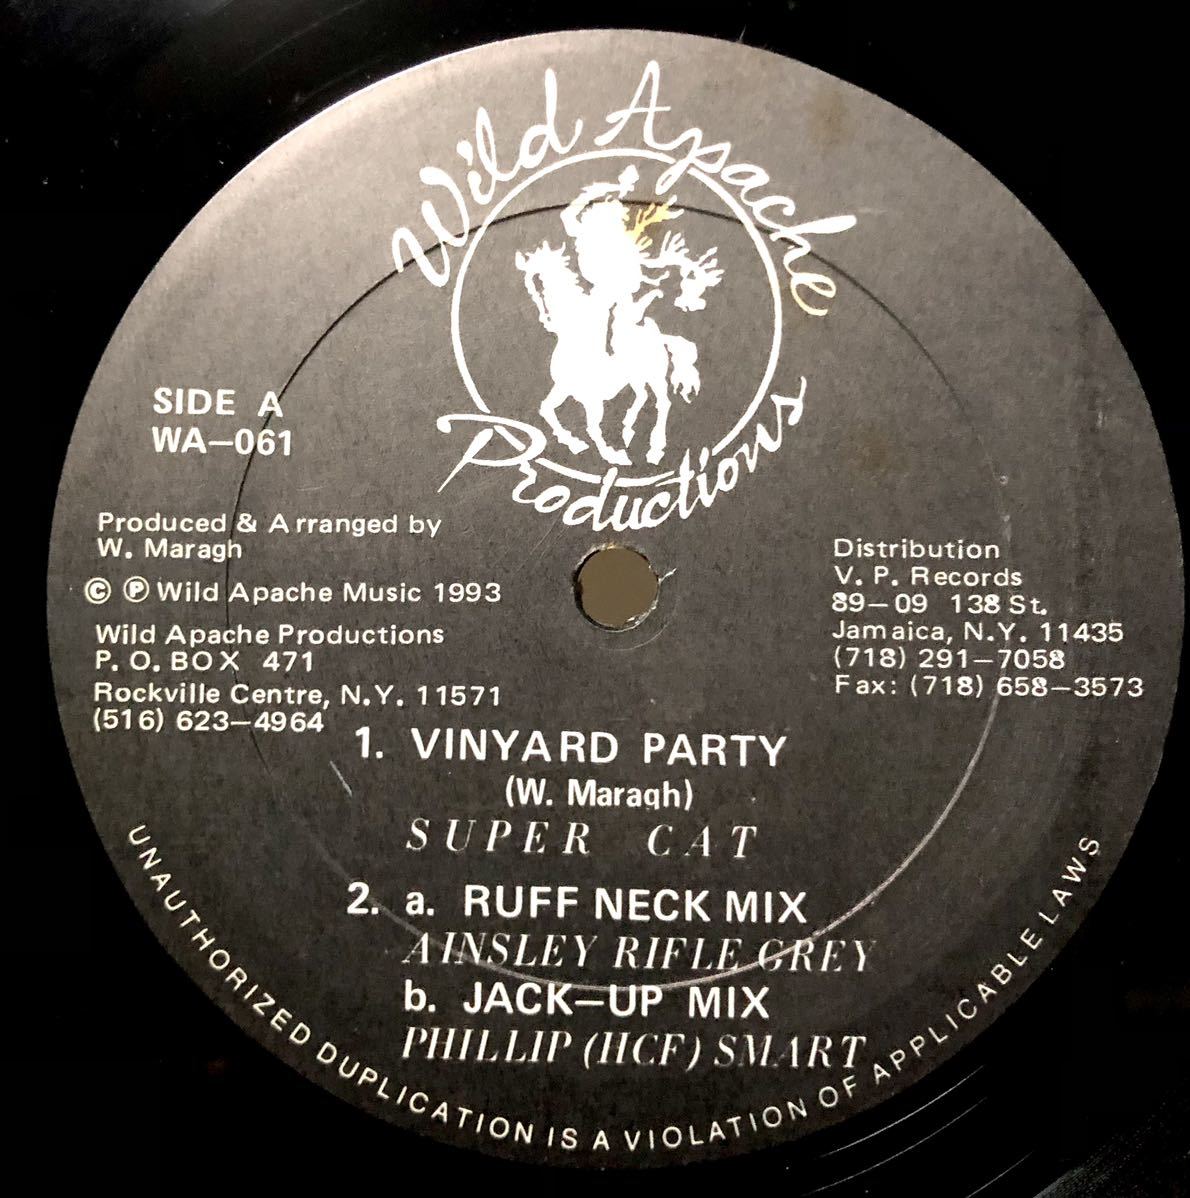 Wild Apache
Productions
SIDE A
WA—061
Produced & Arranged by
W. Maragh
© ℗ Wild Apache Music 1993
Wild Apache Productions
P. O. BOX 471
Rockville Centre, N.Y. 11571
(516) 623—4964
Distribution
V. P. Records
89—09 138 St.
Jamaica, N.Y. 11435
(718) 291—7058
Fax: (718) 658—3573
1. VINYARD PARTY
(W. Maragh)
SUPER CAT
2. a. RUFF NECK MIX
AINSLEY RIFLE GREY
b. JACK—UP MIX
PHILLIP (HCF) SMART
UNAUTHORIZED DUPLICATION IS A VIOLATION OF APPLICABLE LAWS